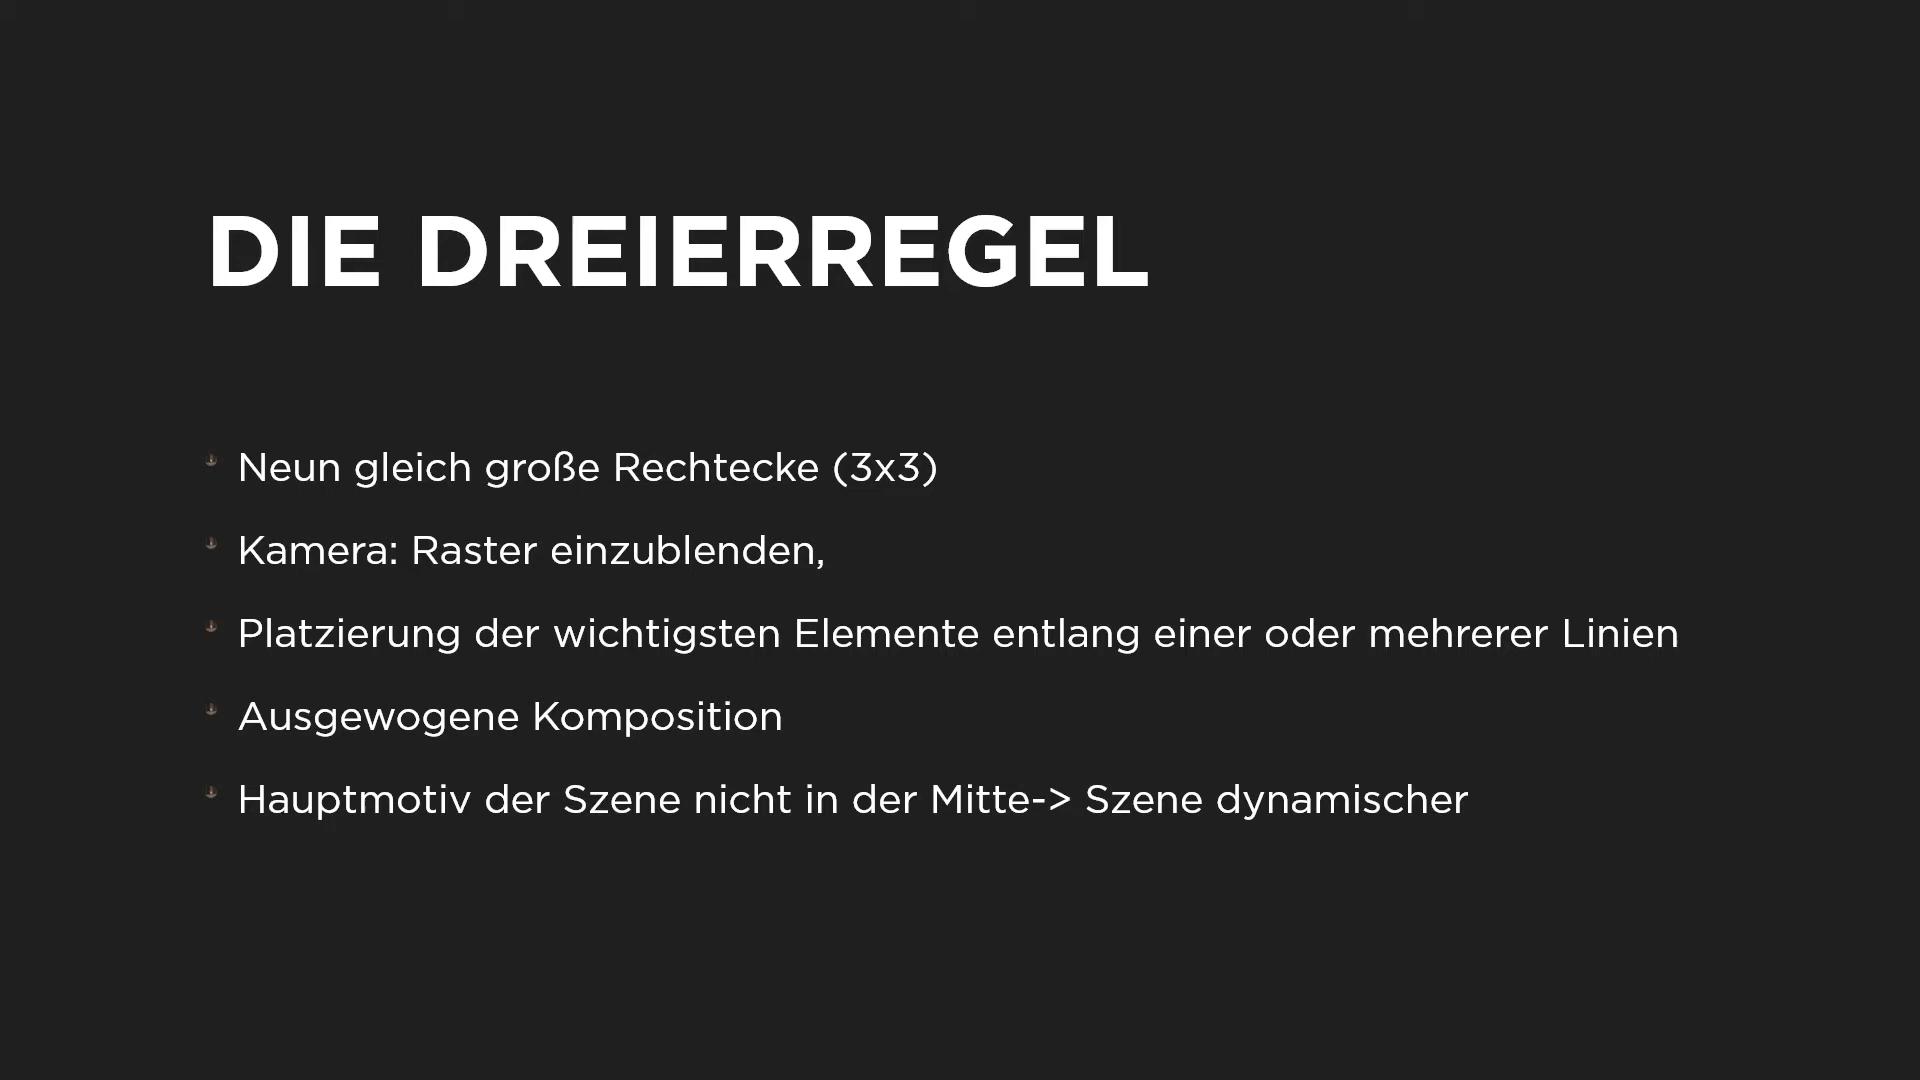 DIE DREIERREGEL
Neun gleich große Rechtecke (3x3)
Kamera: Raster einzublenden,
Platzierung der wichtigsten Elemente entlang einer oder mehrerer Linien
Ausgewogene Komposition
Hauptmotiv der Szene nicht in der Mitte-> Szene dynamischer